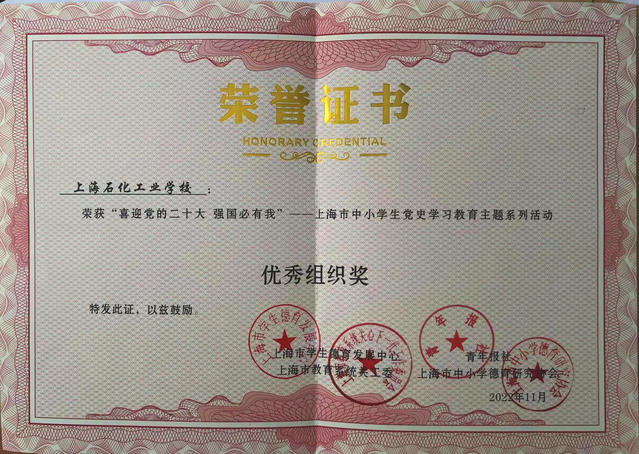 荣誉证书
HONORARY CREDENTIAL
上海石化工业学校：
荣获“喜迎党的二十大 强国必有我”——上海市中小学生党史学习教育主题系列活动
优秀组织奖
特发此证，以兹鼓励。
上海市学生德育发展中心 青年报社
上海市教育系统关工委 上海市中小学德育研究协会
2022年11月
青年报社